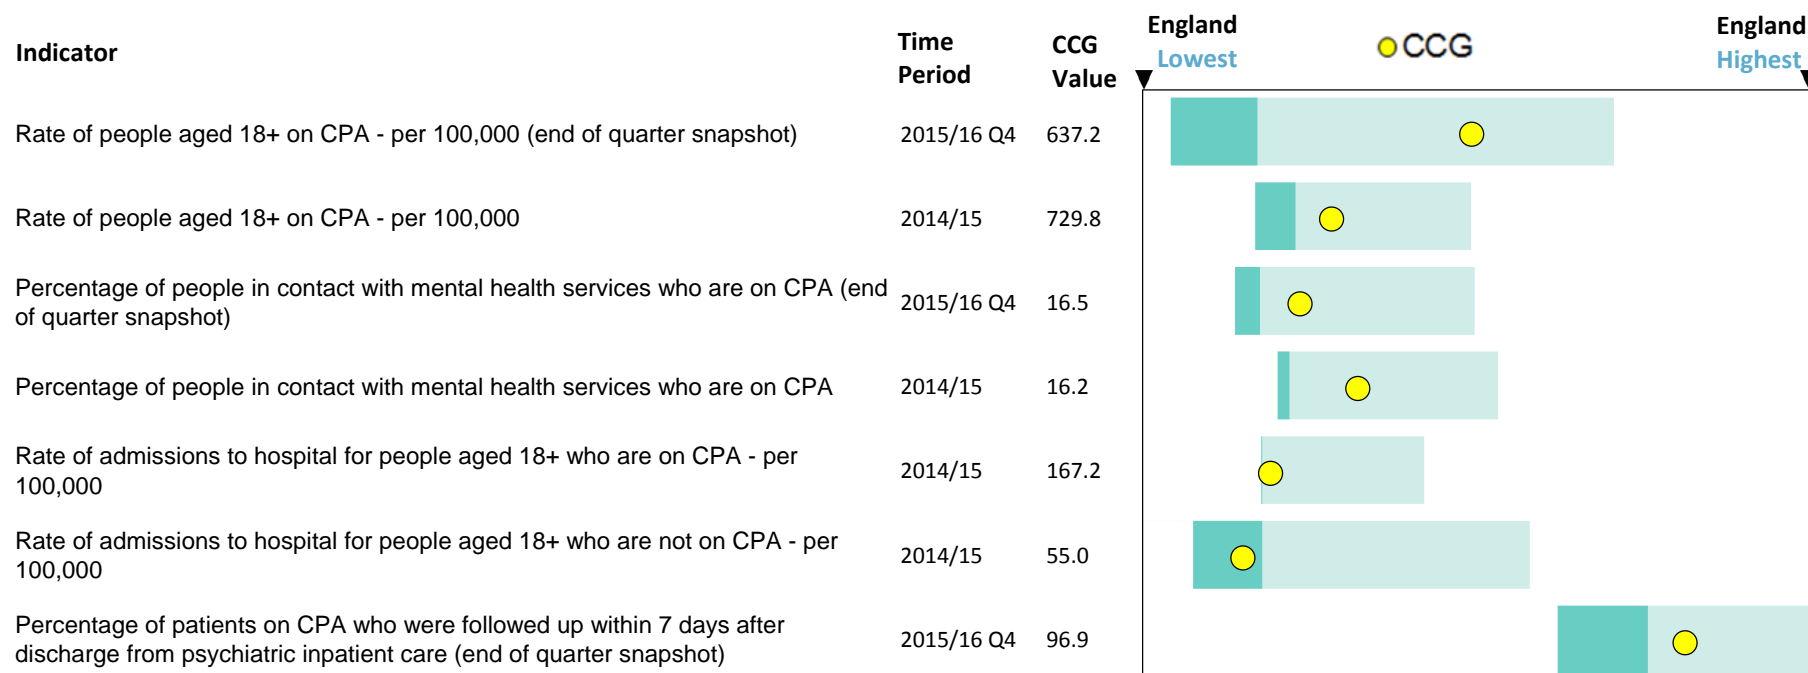 Indicator
Time Period
CCG Value
England Lowest
CCG
England Highest
Rate of people aged 18+ on CPA - per 100,000 (end of quarter snapshot) 2015/16 Q4 637.2
Rate of people aged 18+ on CPA - per 100,000 2014/15 729.8
Percentage of people in contact with mental health services who are on CPA (end
of quarter snapshot) 2015/16 Q4 16.5
Percentage of people in contact with mental health services who are on CPA 2014/15 16.2
Rate of admissions to hospital for people aged 18+ who are on CPA - per
100,000 2014/15 167.2
Rate of admissions to hospital for people aged 18+ who are not on CPA - per
100,000 2014/15 55.0
Percentage of patients on CPA who were followed up within 7 days after
discharge from psychiatric inpatient care (end of quarter snapshot) 2015/16 Q4 96.9